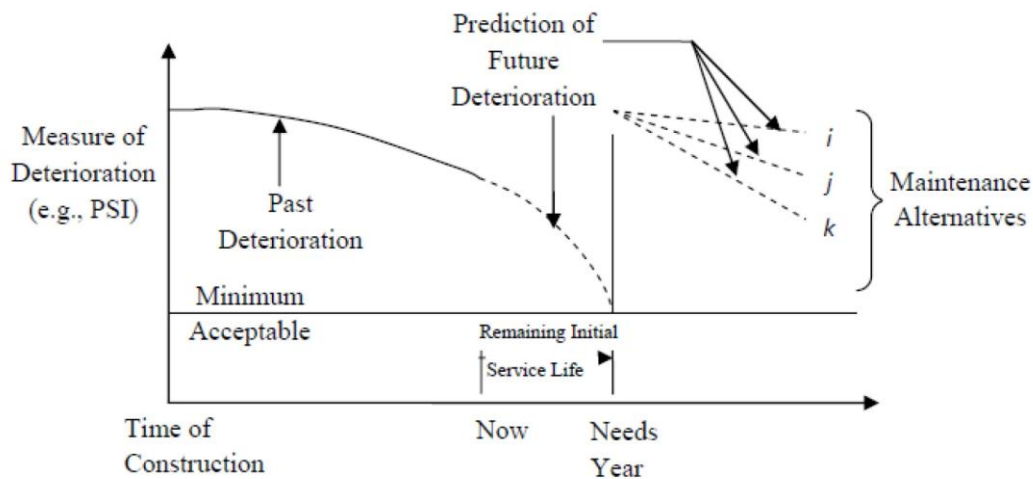 Prediction of
Future
Deterioration
Measure of
Deterioration
(e.g., PSI)
Past
Deterioration
i
j
k
Maintenance
Alternatives
Minimum
Acceptable
Remaining Initial
Service Life
Time of
Construction
Now
Needs
Year